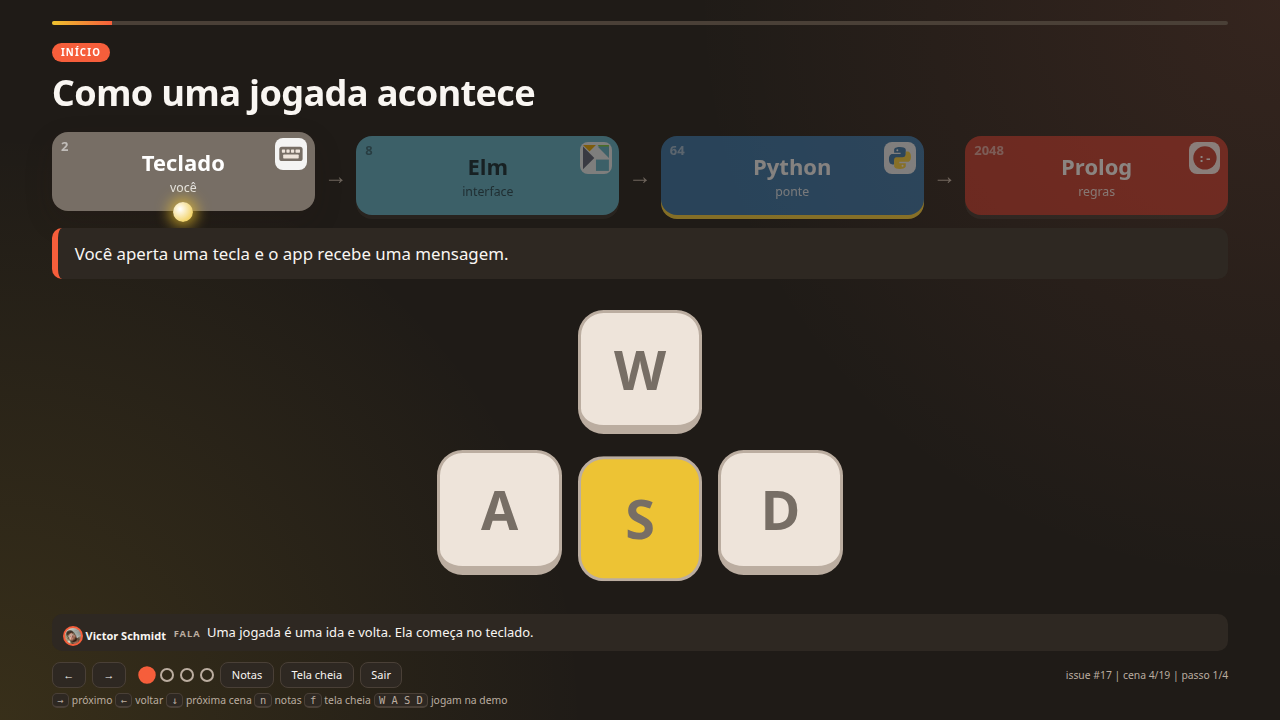 INÍCIO
Como uma jogada acontece
2
Teclado
você
→
8
Elm
interface
→
64
Python
ponte
→
2048
Prolog
regras
:-
Você aperta uma tecla e o app recebe uma mensagem.
W
A S D
Victor Schmidt FALA Uma jogada é uma ida e volta. Ela começa no teclado.
← → Notas Tela cheia Sair issue #17 | cena 4/19 | passo 1/4
→ próximo ← voltar ↓ próxima cena n notas f tela cheia W A S D jogam na demo